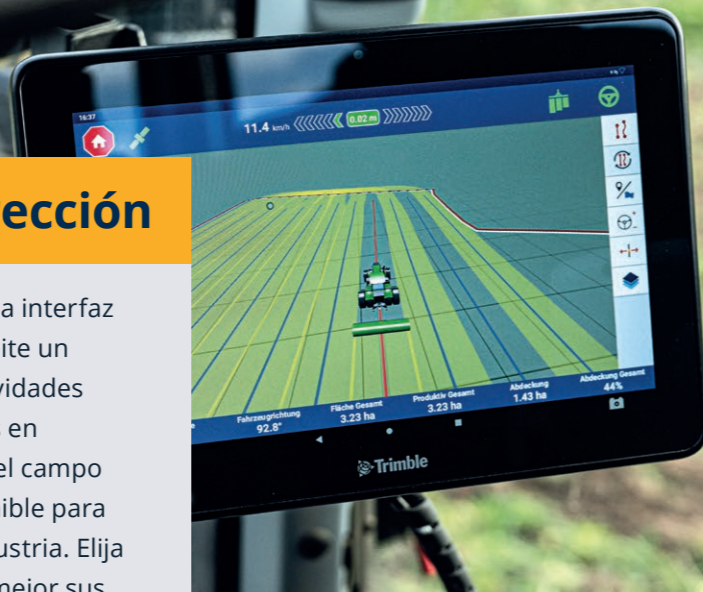 16:37
11.4 km/h
0.02 m
ección
a interfaz
ite un
vidades
en
el campo
ible para
ustria. Elija
mejor sus
Fahrzeugrichtung
92.8°
Fläche Gesamt
3.23 ha
Produktiv Gesamt
3.23 ha
Abdeckung
1.43 ha
Abdeckung Gesamt
44%
Trimble